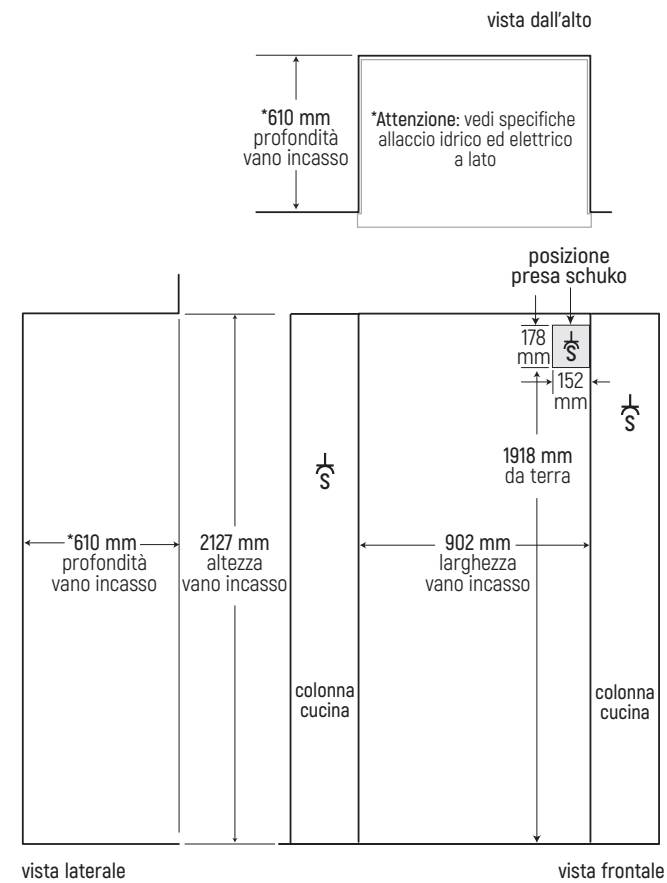 vista dall'alto
*610 mm
profondità
vano incasso
*Attenzione: vedi specifiche
allaccio idrico ed elettrico
a lato
posizione
presa schuko
178
mm
S
152
mm
S
S
1918 mm
da terra
*610 mm
profondità
vano incasso
2127 mm
altezza
vano incasso
902 mm
larghezza
vano incasso
colonna
cucina
colonna
cucina
vista laterale
vista frontale